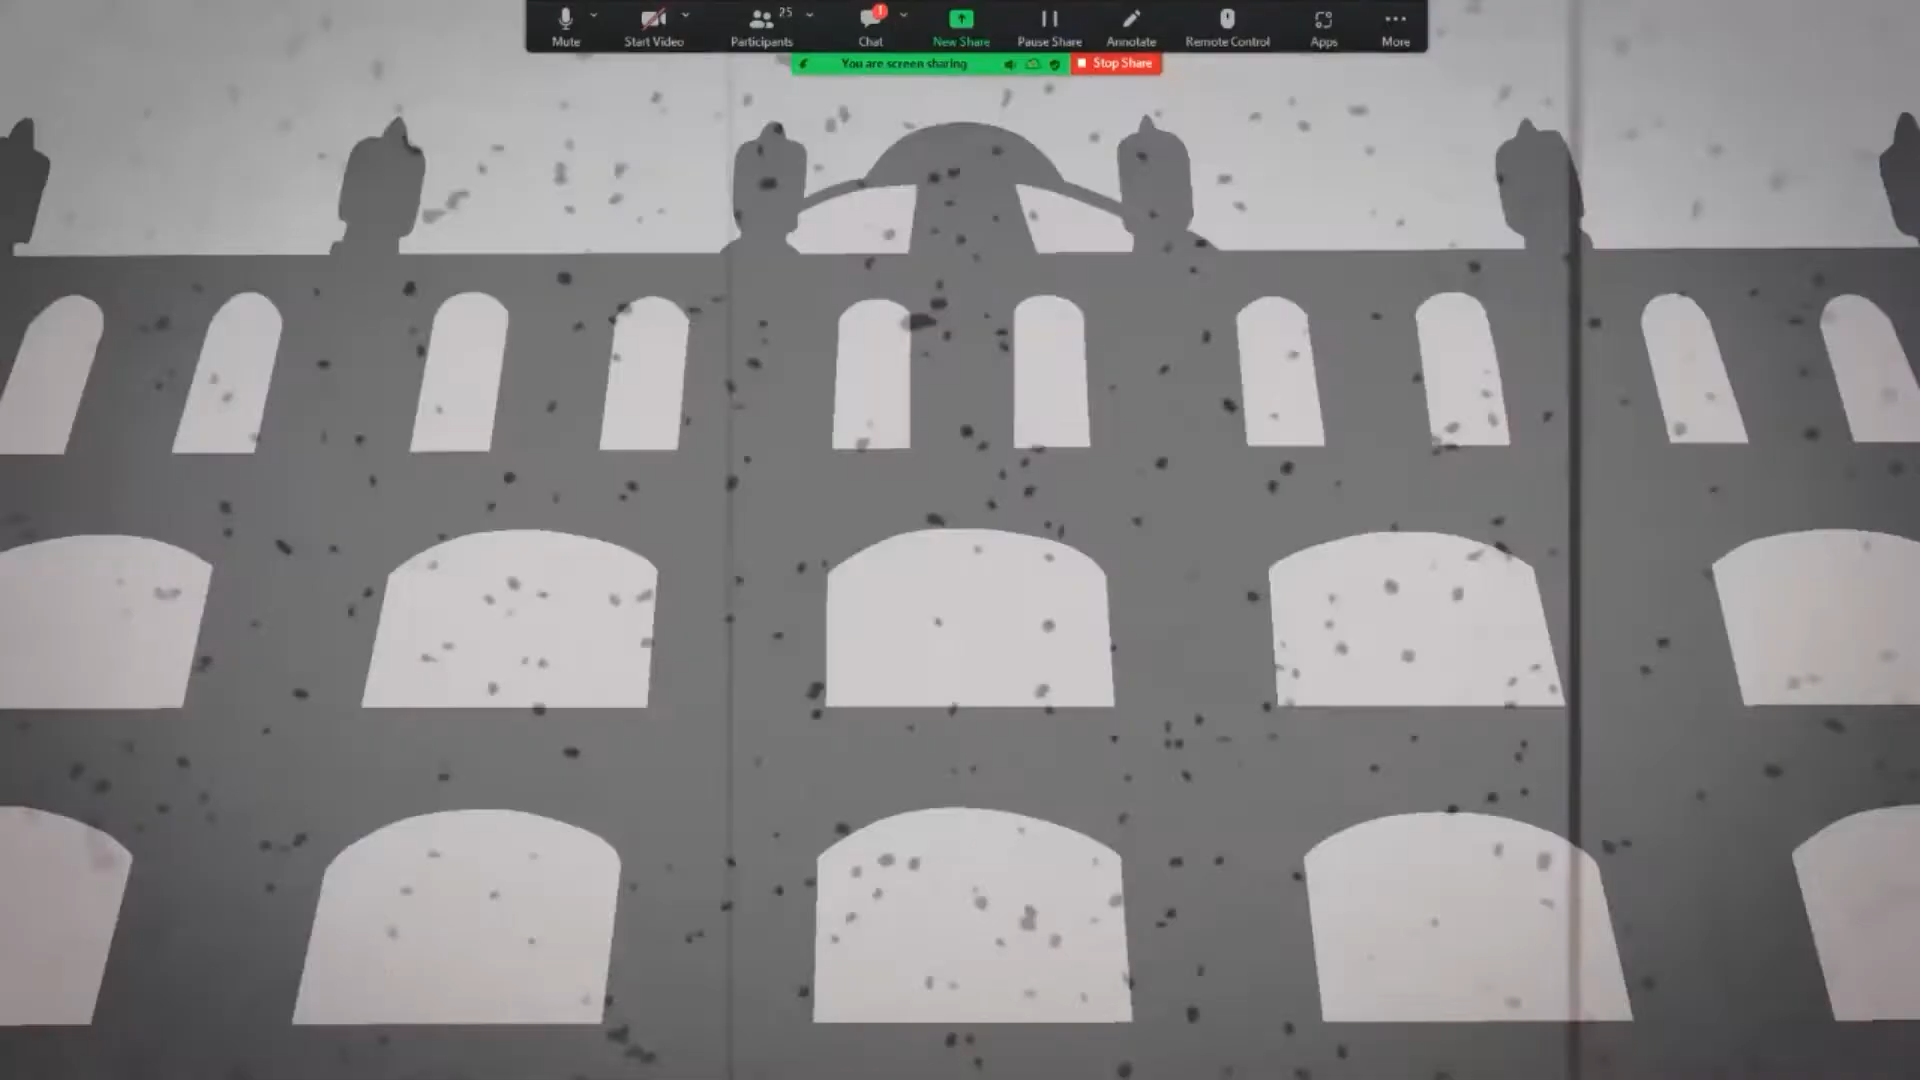 25
!
Mute
Start Video
Participants
Chat
New Share
Pause Share
Annotate
Remote Control
Apps
More
You are screen sharing
Stop Share